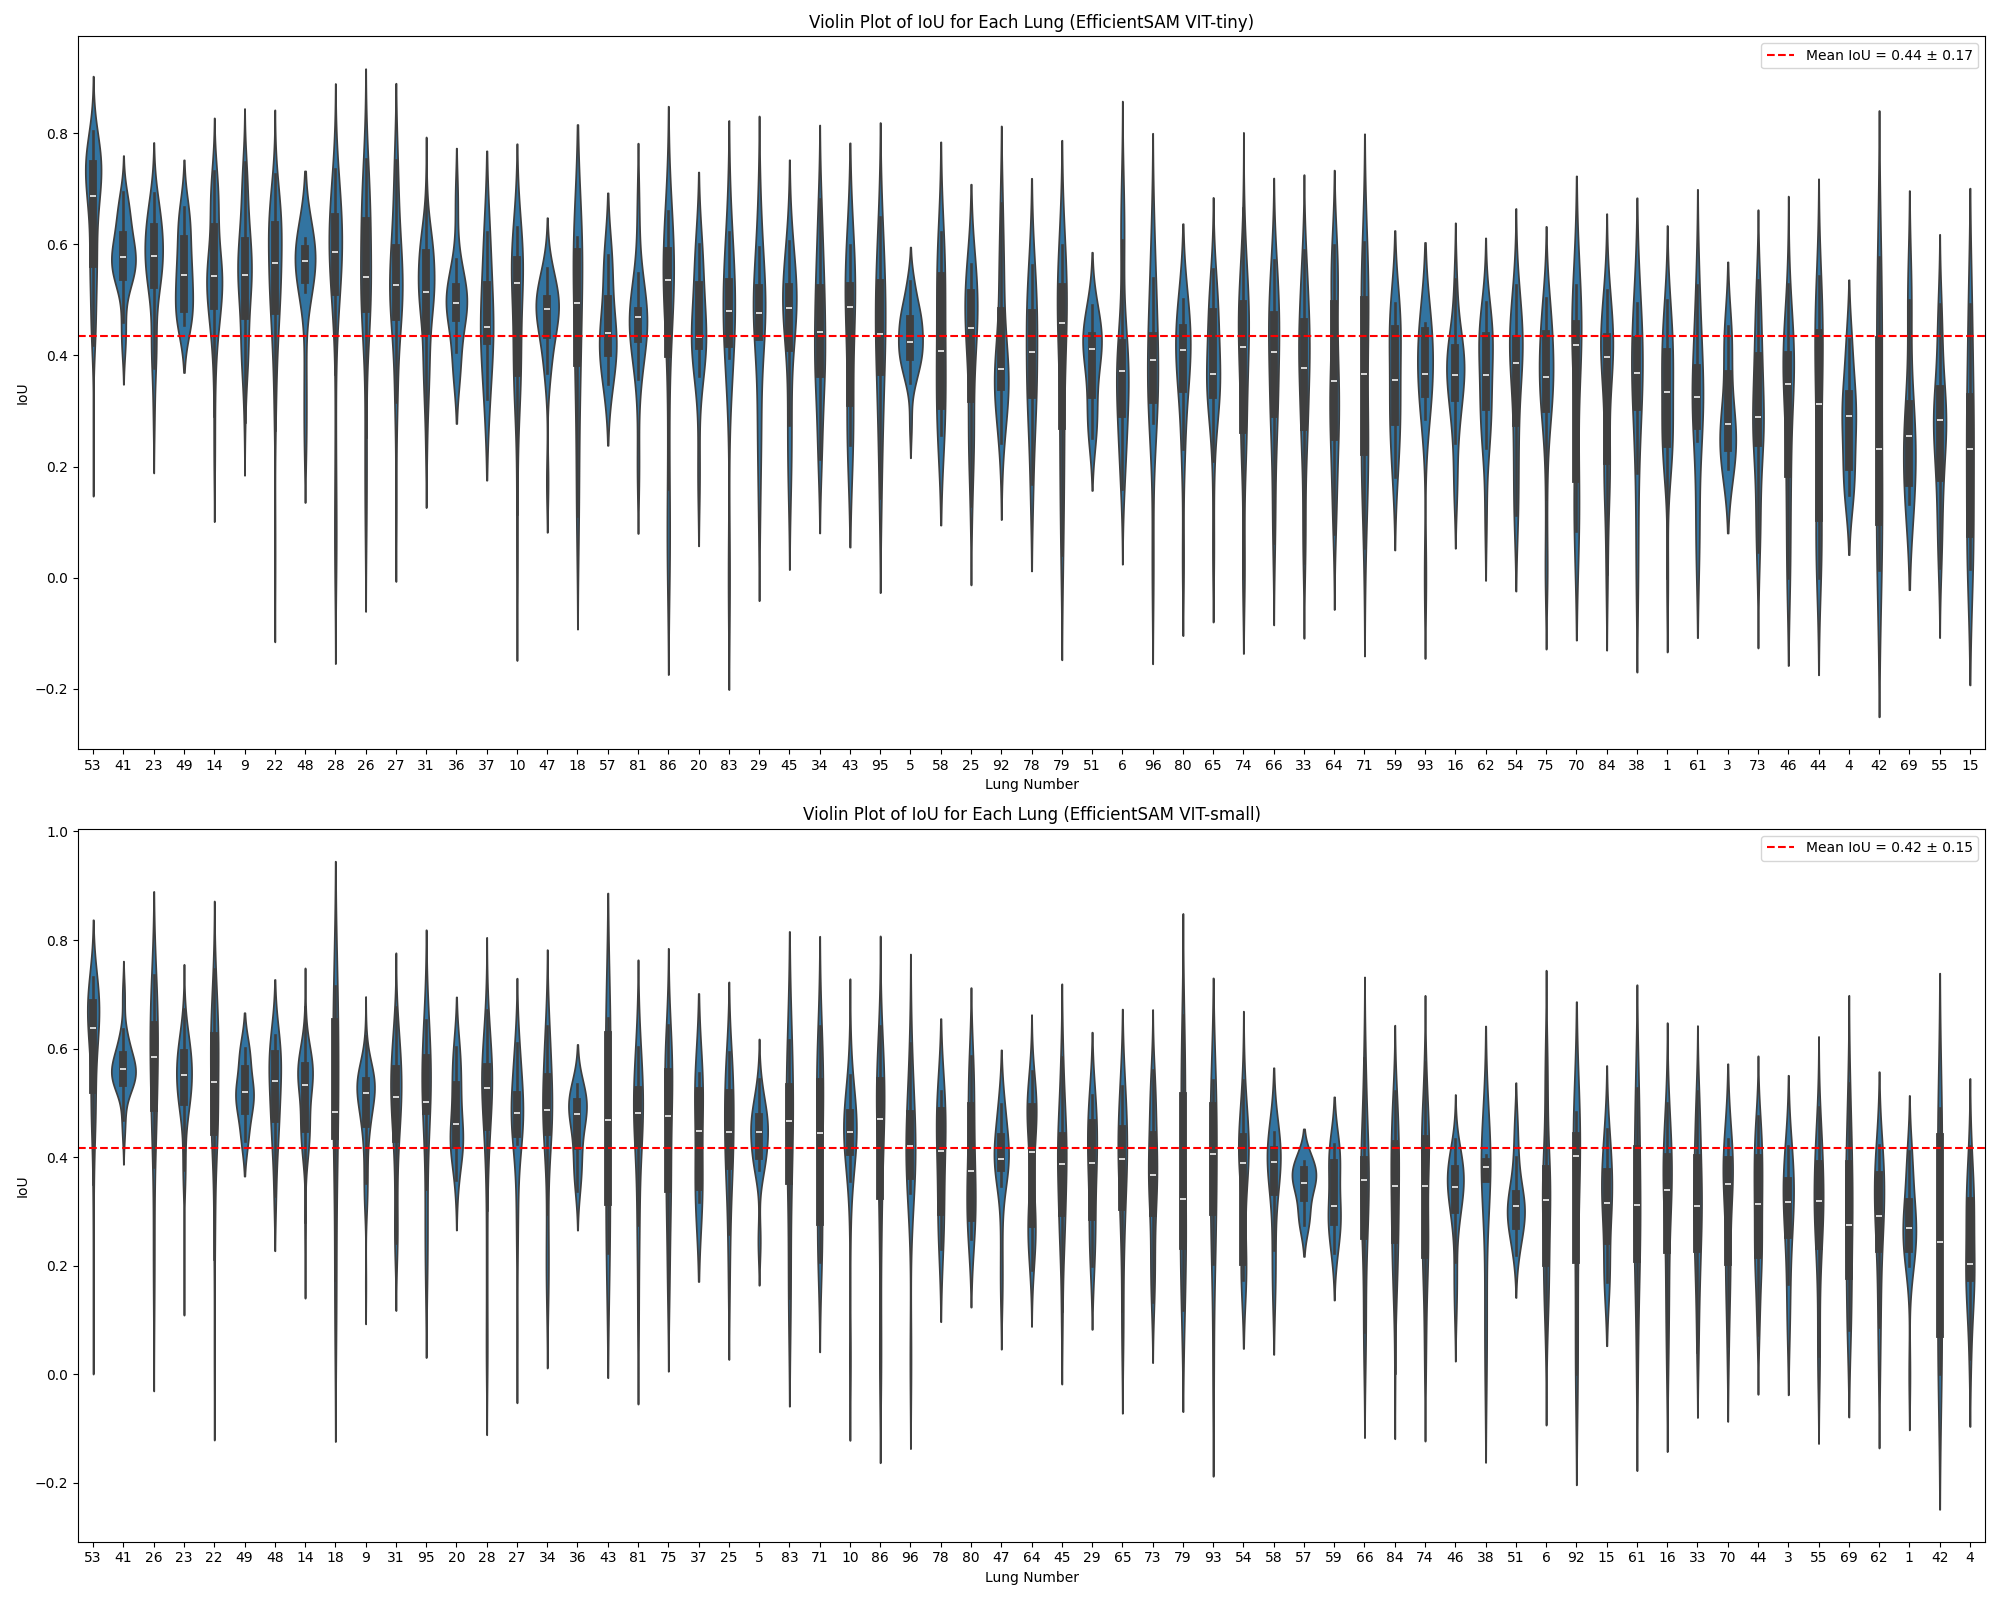 Violin Plot of IoU for Each Lung (EfficientSAM VIT-tiny)
Mean IoU = 0.44 ± 0.17
0.8
0.6
0.4
0.2
0.0
−0.2
IoU
53 41 23 49 14 9 22 48 28 26 27 31 36 37 10 47 18 57 81 86 20 83 29 45 34 43 95 5 58 25 92 78 79 51 6 96 80 65 74 66 33 64 71 59 93 16 62 54 75 70 84 38 1 61 3 73 46 44 4 42 69 55 15
Lung Number
Violin Plot of IoU for Each Lung (EfficientSAM VIT-small)
Mean IoU = 0.42 ± 0.15
1.0
0.8
0.6
0.4
0.2
0.0
−0.2
IoU
53 41 26 23 22 49 48 14 18 9 31 95 20 28 27 34 36 43 81 75 37 25 5 83 71 10 86 96 78 80 47 64 45 29 65 73 79 93 54 58 57 59 66 84 74 46 38 51 6 92 15 61 16 33 70 44 3 55 69 62 1 42 4
Lung Number